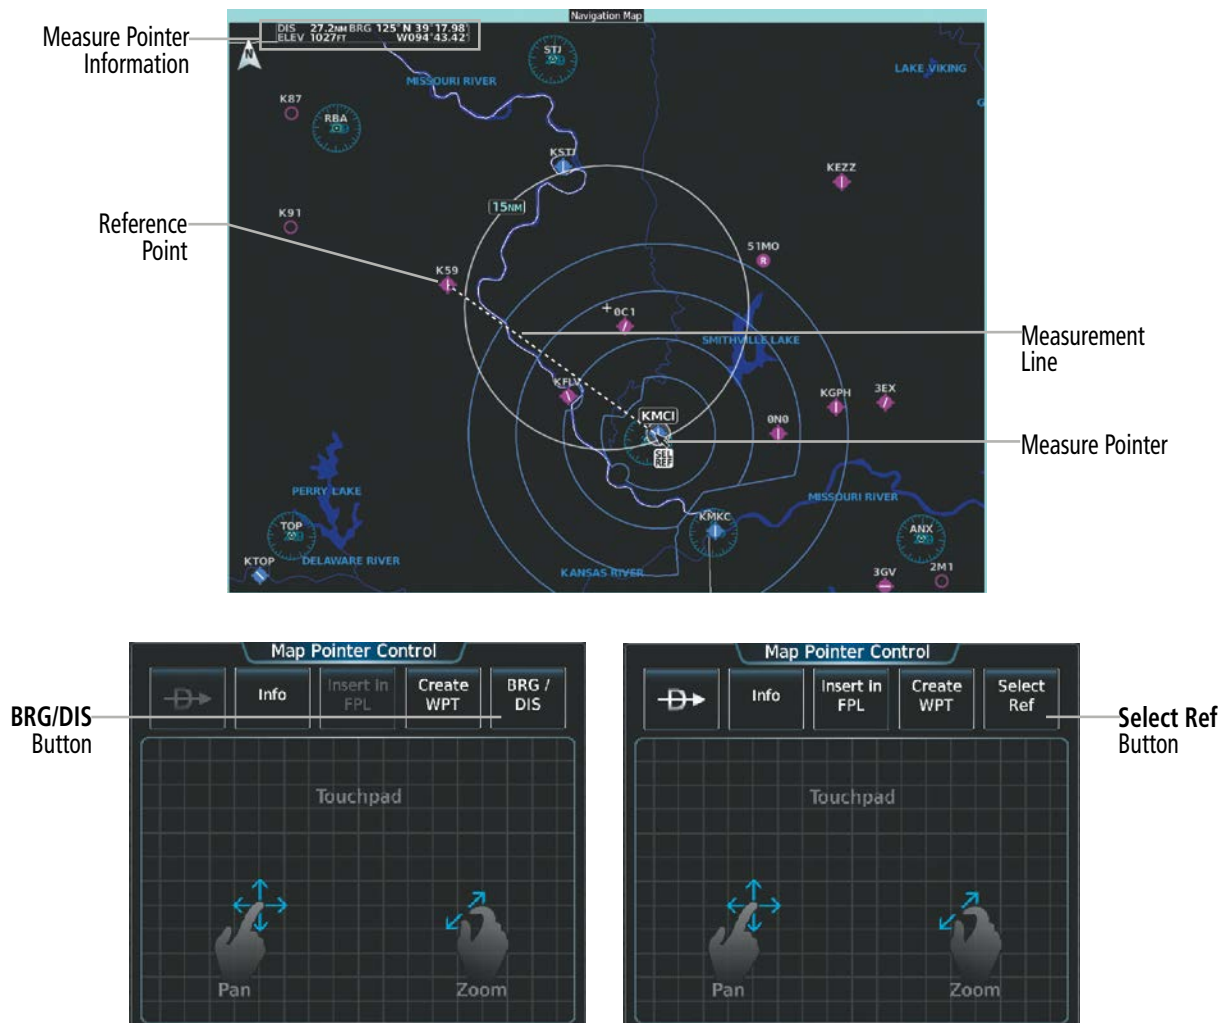 Navigation Map
Measure Pointer
Information
DIS 27.2NM BRG 125° N 39°17.98'
ELEV 1027FT W094°43.42'
N
STJ
LAKE VIKING
MISSOURI RIVER
K87
RBA
KSTJ
KEZZ
15NM
K91
Reference
Point
51MO
R
K59
0C1
SMITHVILLE LAKE
Measurement
Line
KFLV
KGPH
3EX
KMCI
0N0
Measure Pointer
SEL
REF
PERRY LAKE
MISSOURI RIVER
TOP
KMKC
ANX
KTOP
DELAWARE RIVER
KANSAS RIVER
3GV
2M1
Map Pointer Control
Info
Insert in
FPL
Create
WPT
BRG /
DIS
BRG/DIS
Button
Touchpad
Pan
Zoom
Map Pointer Control
D
Info
Insert in
FPL
Create
WPT
Select
Ref
Select Ref
Button
Touchpad
Pan
Zoom